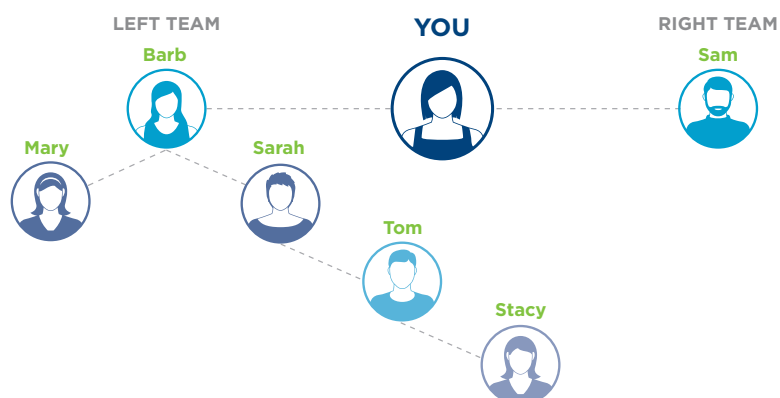 LEFT TEAM
YOU
RIGHT TEAM
Barb
Sam
Mary
Sarah
Tom
Stacy